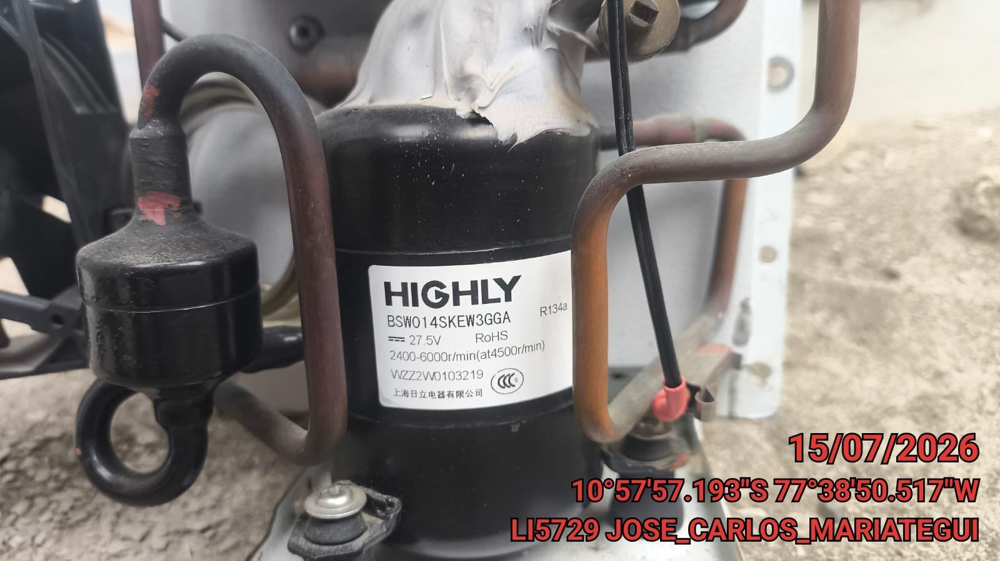 HIGHLY
BSW014SKEW3GGA R134a
27.5V RoHS
2400-6000r/min(at4500r/min)
WZZ2W0103219 CCC S
上海日立电器有限公司
15/07/2026
10°57'57.193"S 77°38'50.517"W
LI5729 JOSE_CARLOS_MARIATEGUI